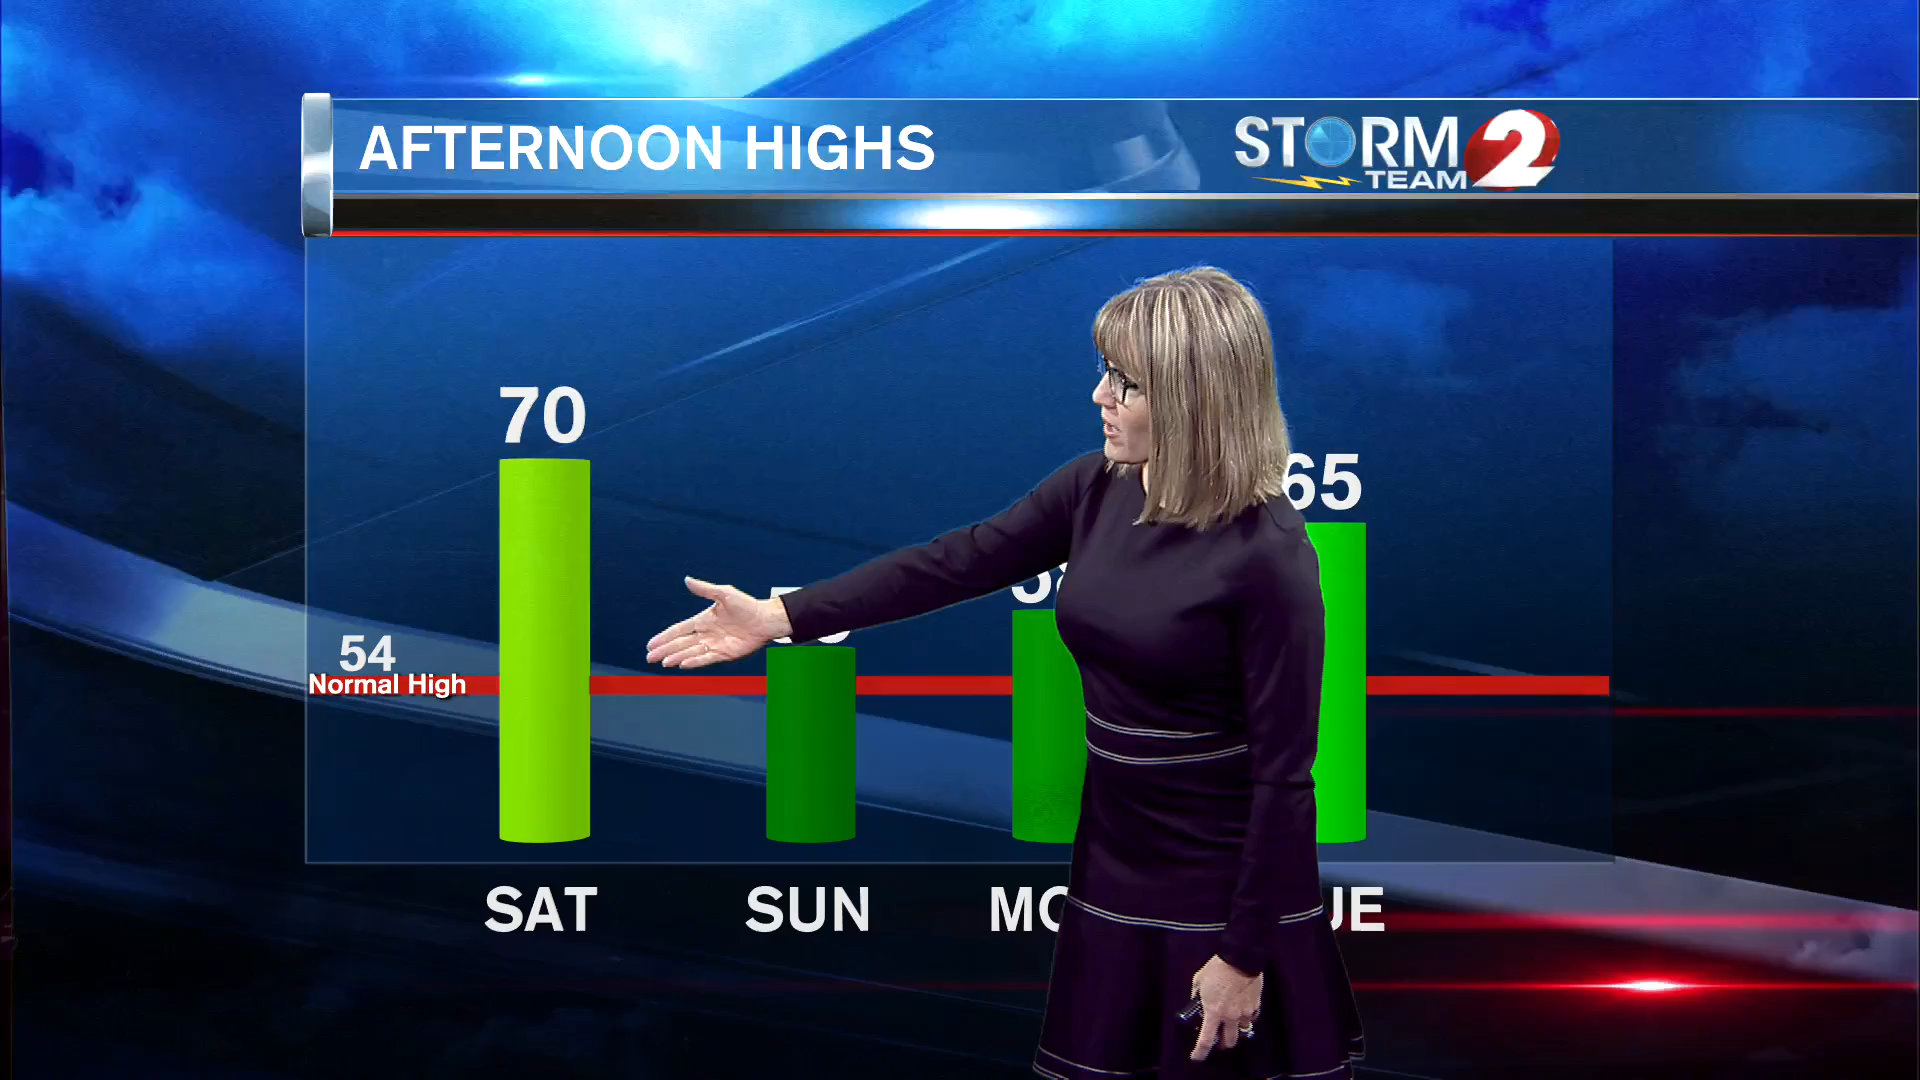 AFTERNOON HIGHS
STORM
TEAM 2
70
65
54
Normal High
SAT SUN